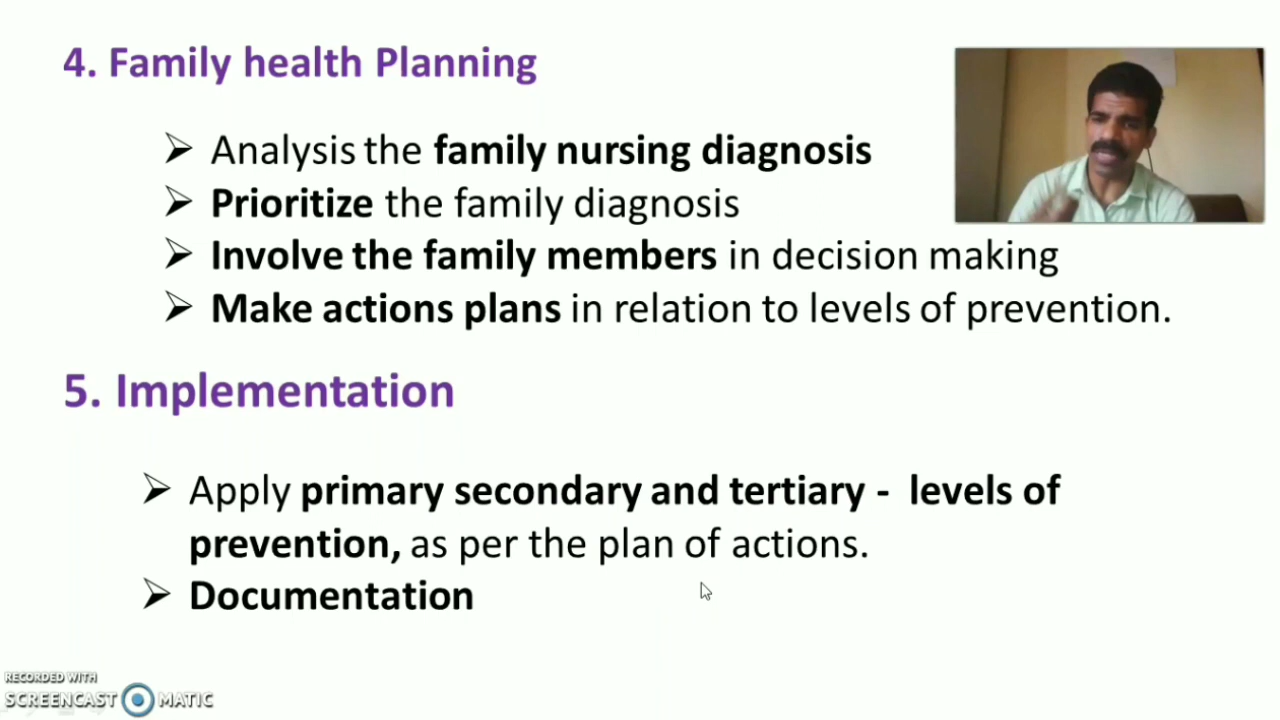 4. Family health Planning
➢ Analysis the family nursing diagnosis
➢ Prioritize the family diagnosis
➢ Involve the family members in decision making
➢ Make actions plans in relation to levels of prevention.
5. Implementation
➢ Apply primary secondary and tertiary - levels of
prevention, as per the plan of actions.
➢ Documentation
RECORDED WITH
SCREENCAST MATIC